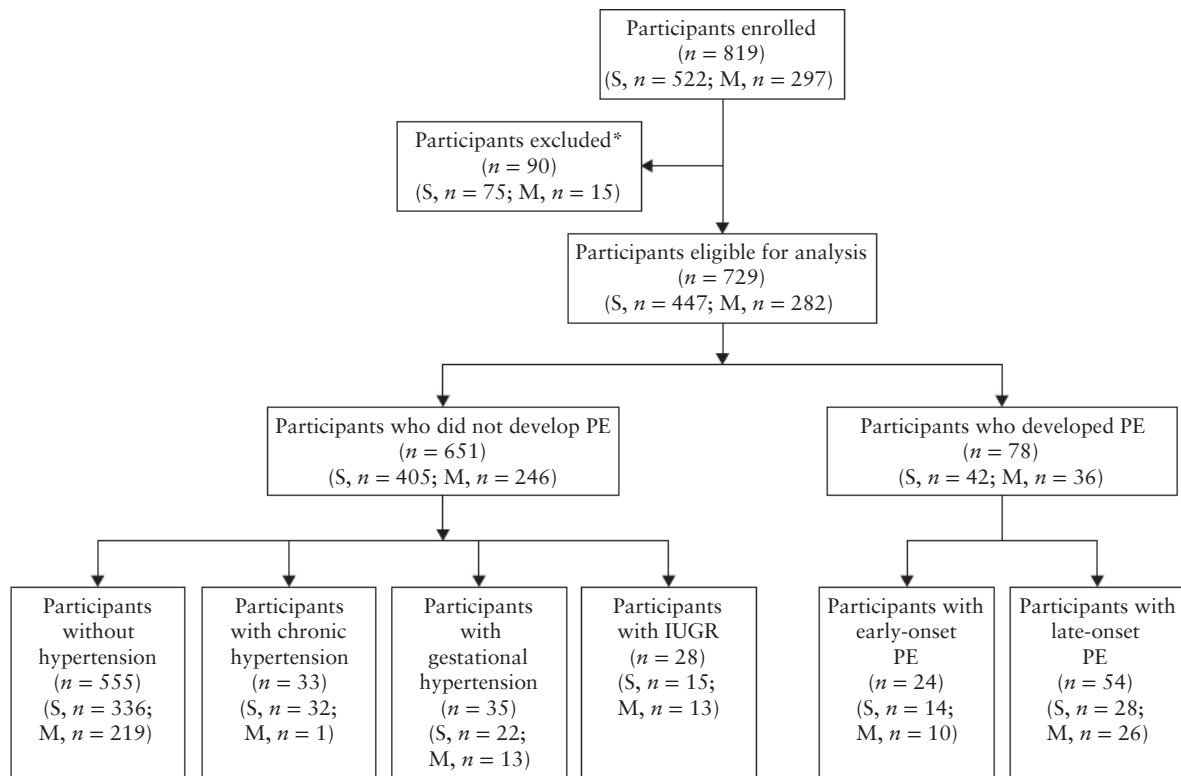 Participants enrolled
(n = 819)
(S, n = 522; M, n = 297)
Participants excluded*
(n = 90)
(S, n = 75; M, n = 15)
Participants eligible for analysis
(n = 729)
(S, n = 447; M, n = 282)
Participants who did not develop PE
(n = 651)
(S, n = 405; M, n = 246)
Participants who developed PE
(n = 78)
(S, n = 42; M, n = 36)
Participants
without
hypertension
(n = 555)
(S, n = 336;
M, n = 219)
Participants
with chronic
hypertension
(n = 33)
(S, n = 32;
M, n = 1)
Participants
with
gestational
hypertension
(n = 35)
(S, n = 22;
M, n = 13)
Participants
with IUGR
(n = 28)
(S, n = 15;
M, n = 13)
Participants with
early-onset
PE
(n = 24)
(S, n = 14;
M, n = 10)
Participants with
late-onset
PE
(n = 54)
(S, n = 28;
M, n = 26)